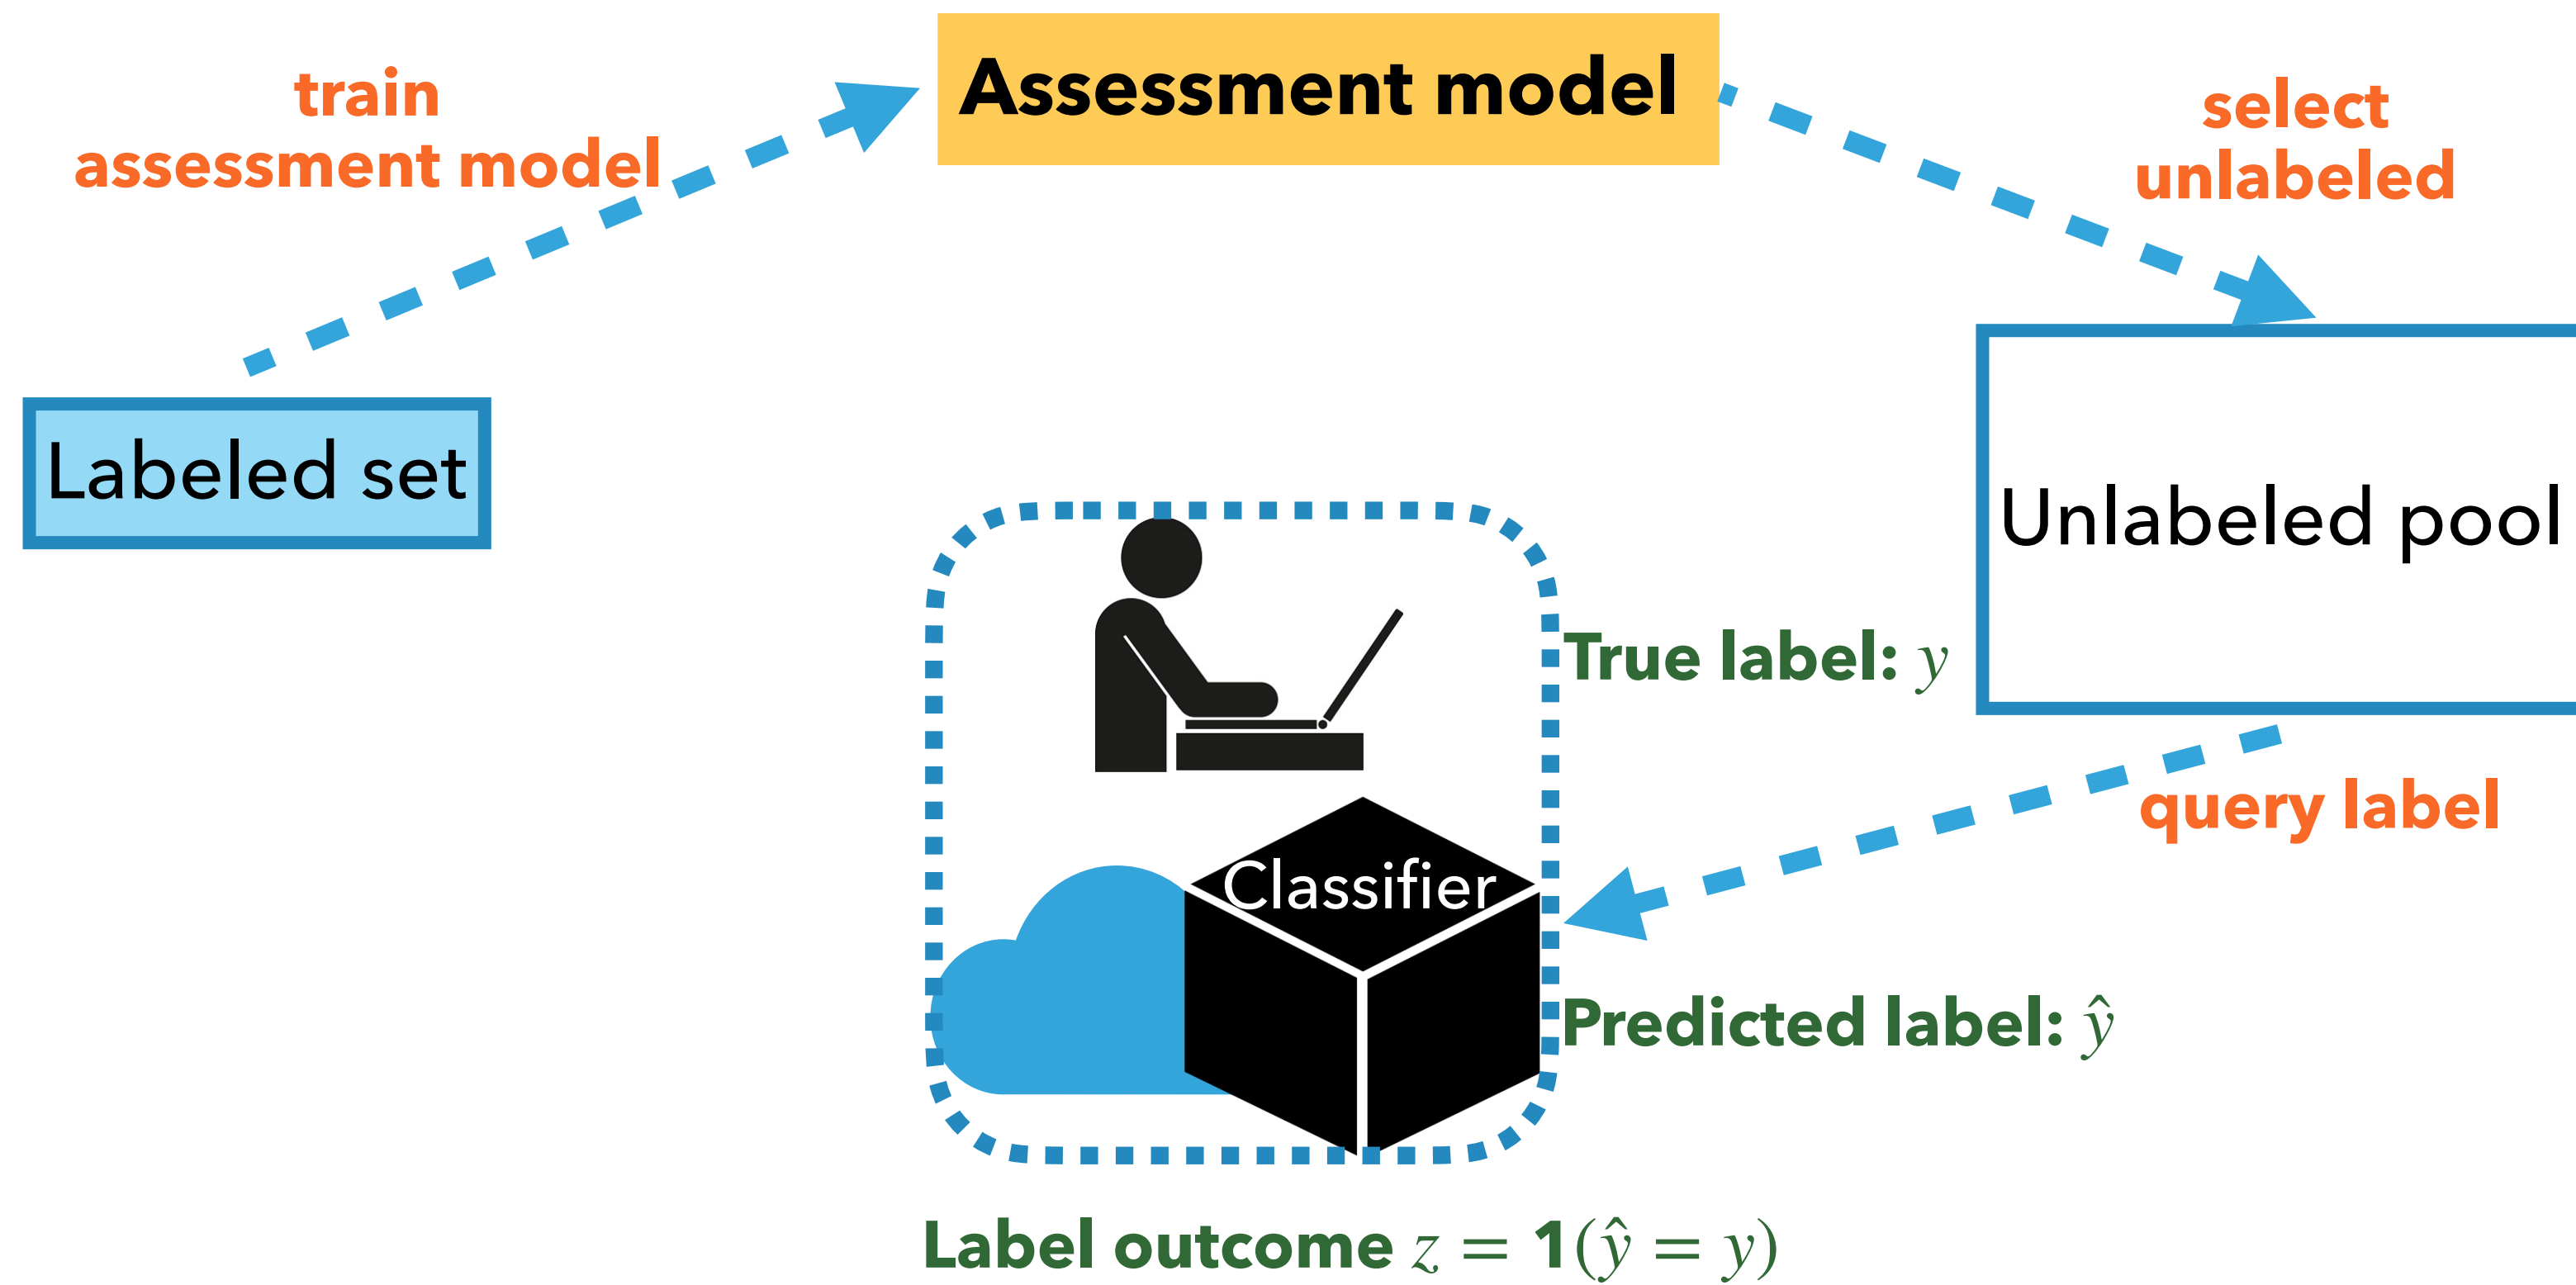 Assessment model
train
assessment model
select
unlabeled
Labeled set
Unlabeled pool
True label: y
query label
Classifier
Predicted label: ŷ
Label outcome z = 1(ŷ = y)